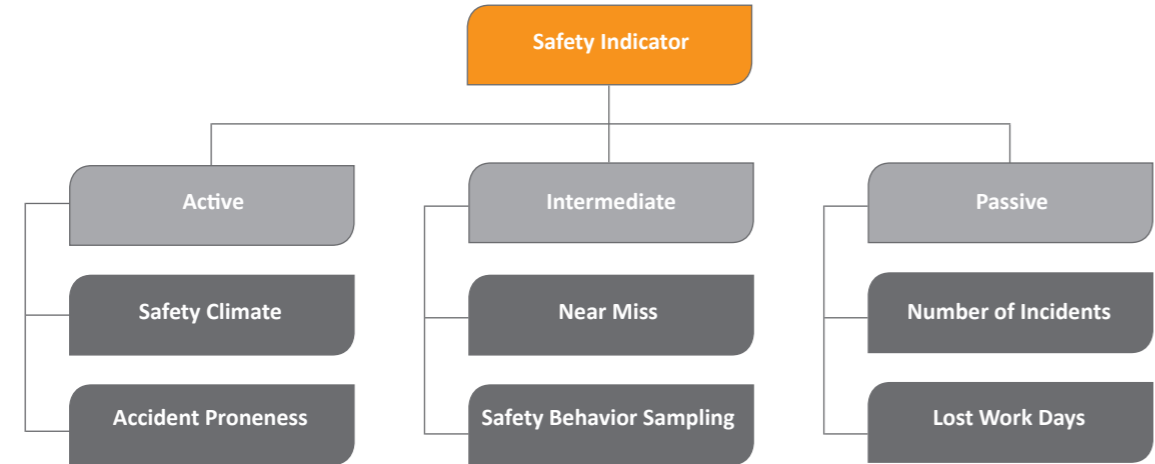 Safety Indicator
Active
Intermediate
Passive
Safety Climate
Near Miss
Number of Incidents
Accident Proneness
Safety Behavior Sampling
Lost Work Days